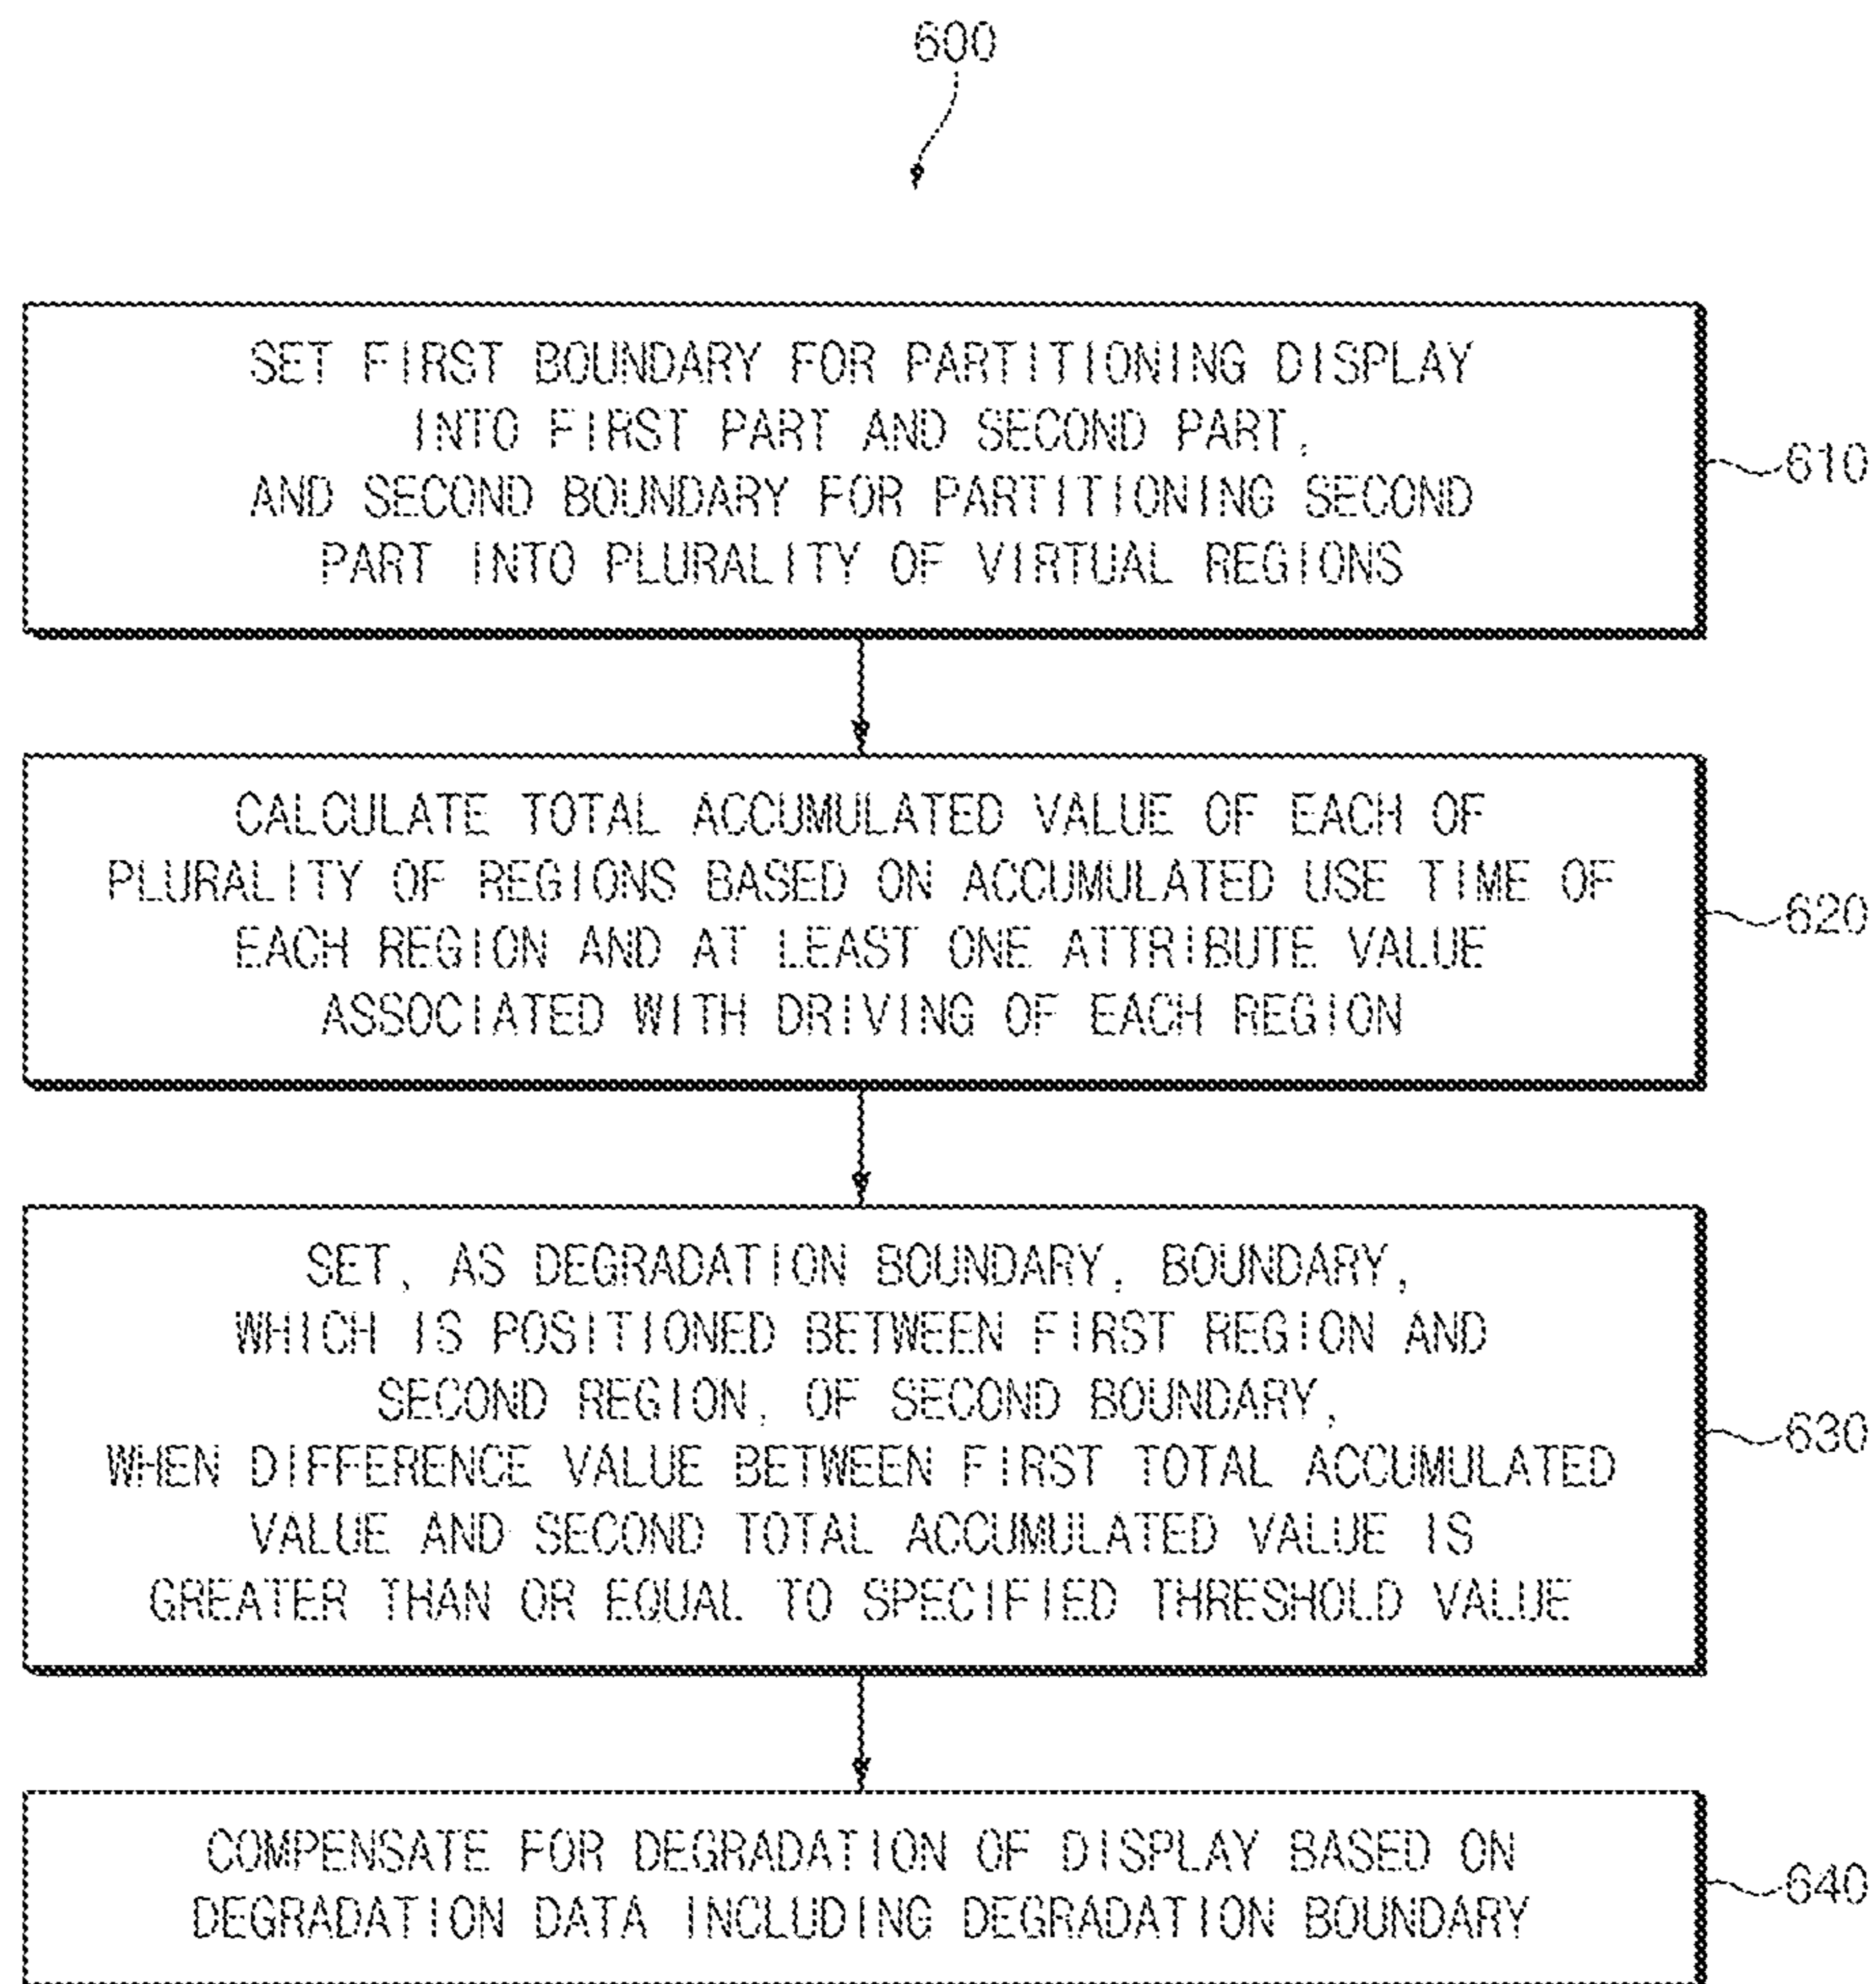 600
SET FIRST BOUNDARY FOR PARTITIONING DISPLAY
INTO FIRST PART AND SECOND PART,
AND SECOND BOUNDARY FOR PARTITIONING SECOND
PART INTO PLURALITY OF VIRTUAL REGIONS
610
CALCULATE TOTAL ACCUMULATED VALUE OF EACH OF
PLURALITY OF REGIONS BASED ON ACCUMULATED USE TIME OF
EACH REGION AND AT LEAST ONE ATTRIBUTE VALUE
ASSOCIATED WITH DRIVING OF EACH REGION
620
SET, AS DEGRADATION BOUNDARY, BOUNDARY,
WHICH IS POSITIONED BETWEEN FIRST REGION AND
SECOND REGION, OF SECOND BOUNDARY,
WHEN DIFFERENCE VALUE BETWEEN FIRST TOTAL ACCUMULATED
VALUE AND SECOND TOTAL ACCUMULATED VALUE IS
GREATER THAN OR EQUAL TO SPECIFIED THRESHOLD VALUE
630
COMPENSATE FOR DEGRADATION OF DISPLAY BASED ON
DEGRADATION DATA INCLUDING DEGRADATION BOUNDARY
640